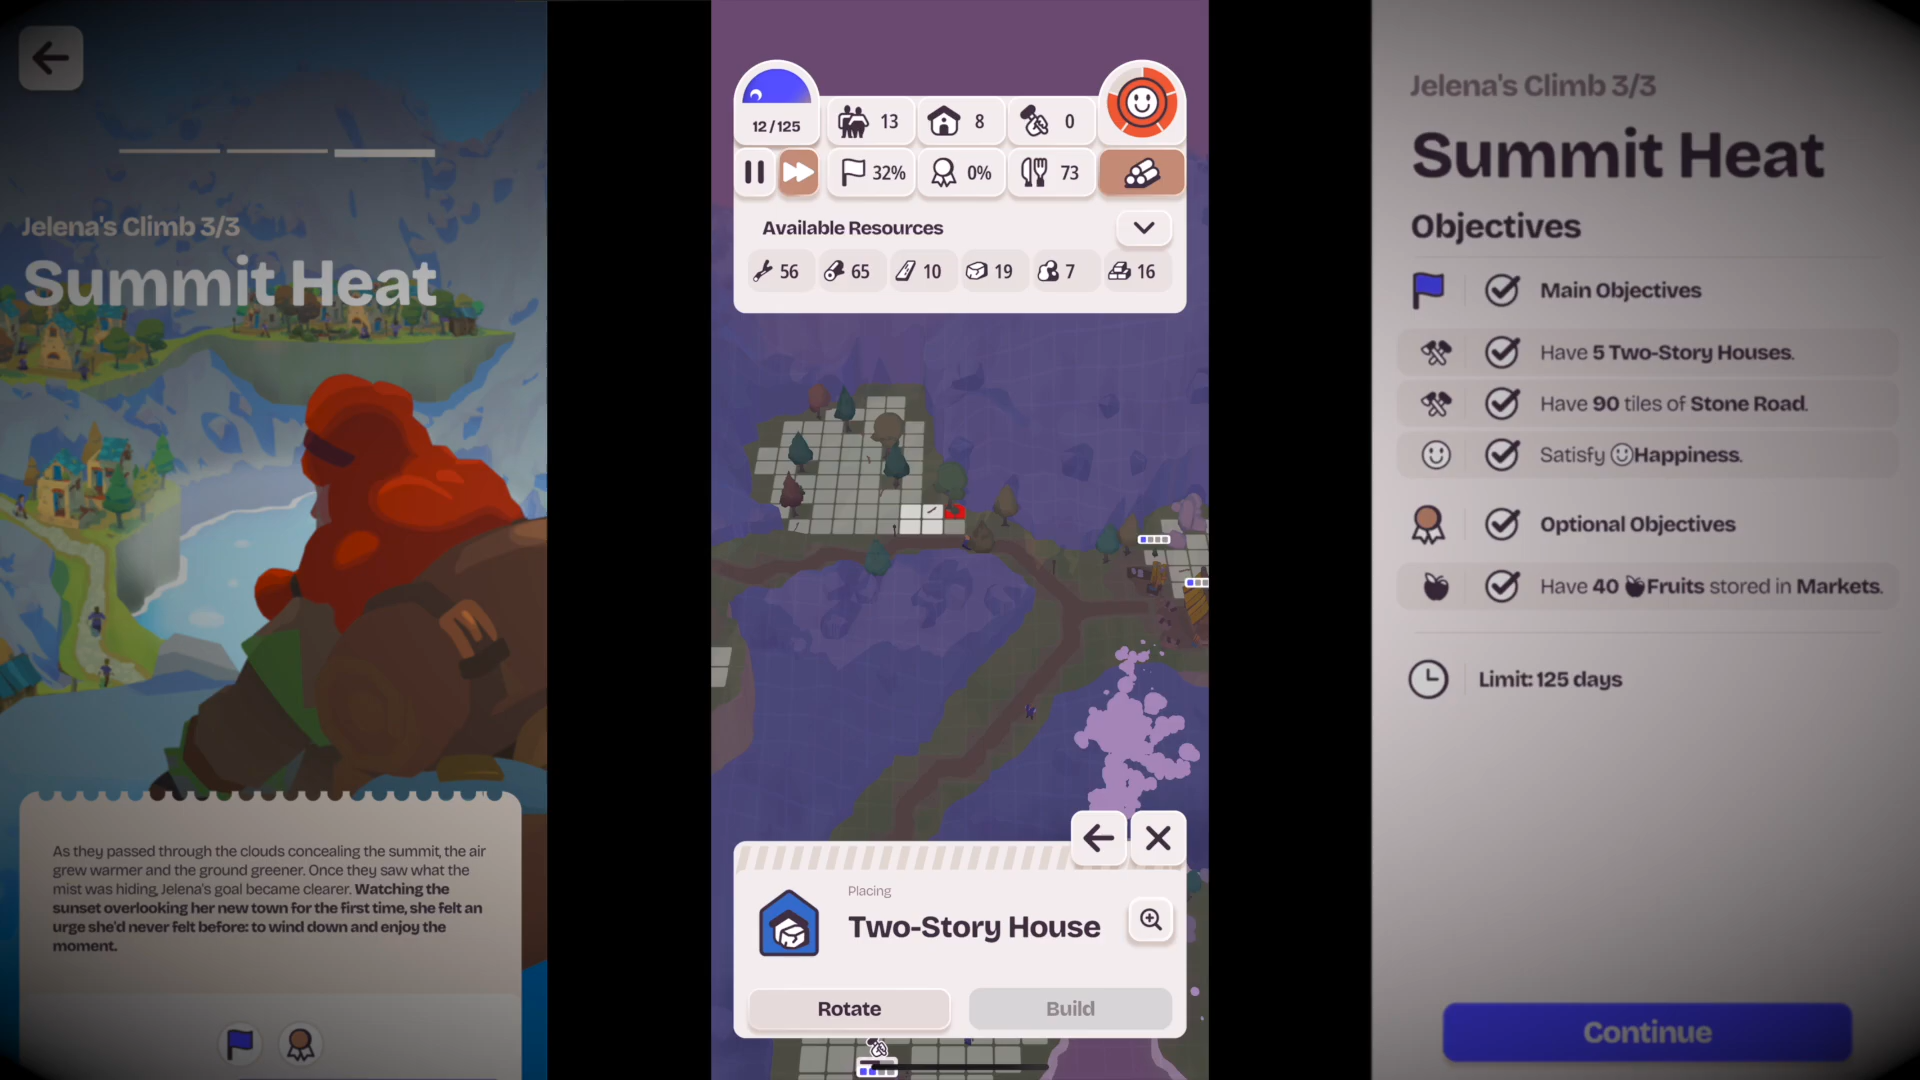 Jelena's Climb 3/3
Summit Heat
As they passed through the clouds concealing the summit, the air
grew warmer and the ground greener. Once they saw what the
mist was hiding, Jelena's goal became clearer. Watching the
sunset overlooking her new town for the first time, she felt an
urge she'd never felt before: to wind down and enjoy the
moment.
12/125
13
8
0
32%
0%
73
Available Resources
56
65
10
19
7
16
Placing
Two-Story House
Rotate
Build
Jelena's Climb 3/3
Summit Heat
Objectives
Main Objectives
Have 5 Two-Story Houses.
Have 90 tiles of Stone Road.
Satisfy Happiness.
Optional Objectives
Have 40 Fruits stored in Markets.
Limit: 125 days
Continue